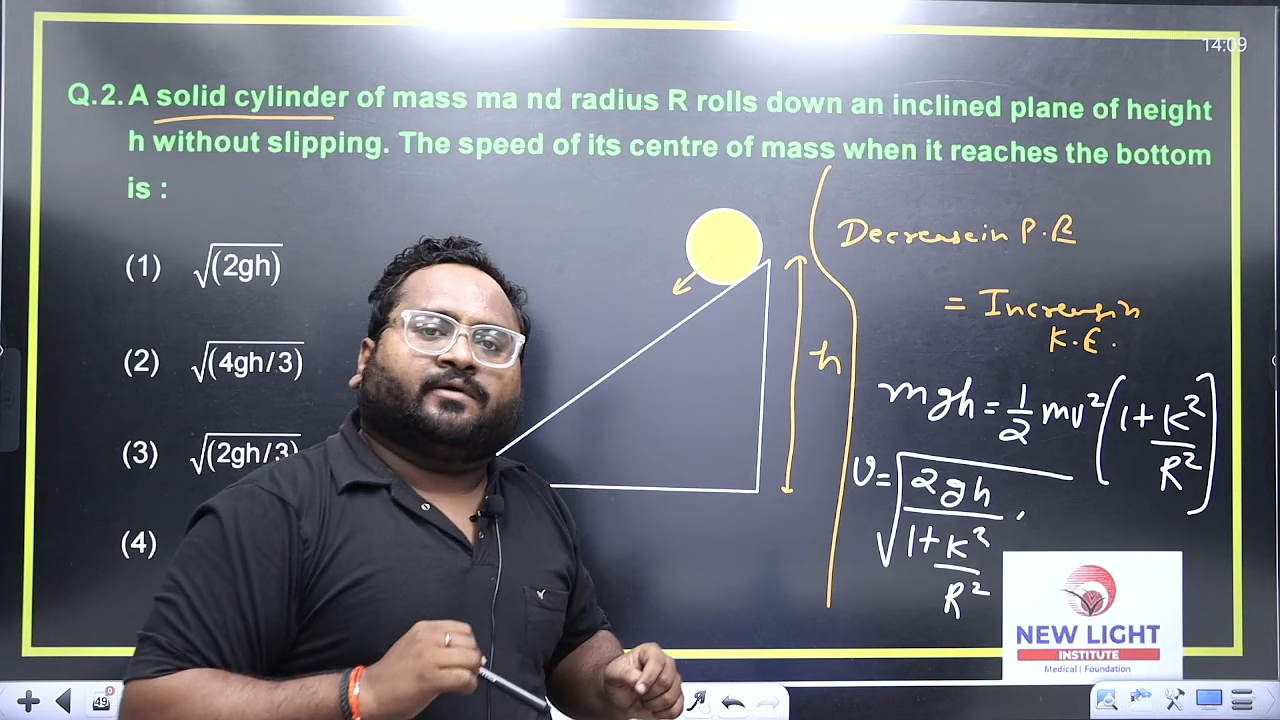 14:09
Q.2. A solid cylinder of mass ma nd radius R rolls down an inclined plane of height
h without slipping. The speed of its centre of mass when it reaches the bottom
is :
(1) √(2gh)
(2) √(4gh/3)
(3) √(2gh/3)
(4)
h
Decrease in P.E
= Increase in
K.E.
mgh = 1/2 mv² (1+K²/R²)
v = √(2gh/(1+K²/R²))
NEW LIGHT
INSTITUTE
Medical | Foundation
49